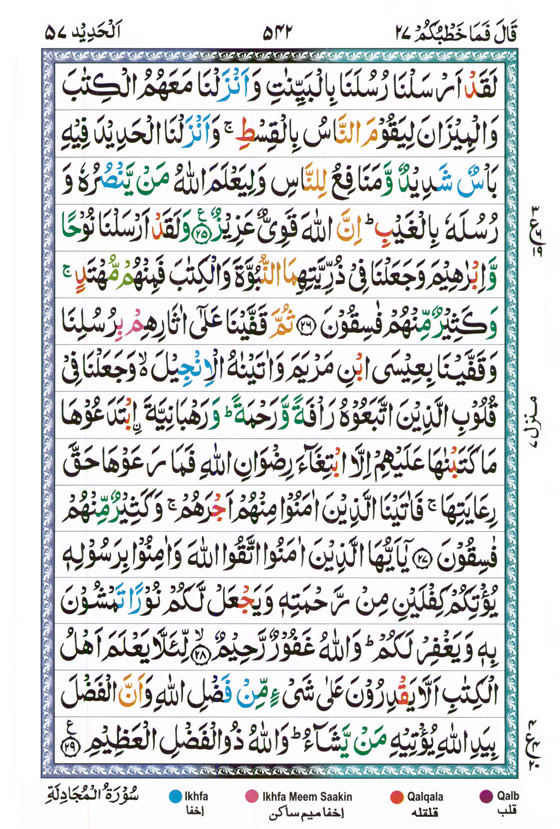 قَالَ فَمَا خَطْبُكُمْ ٢٧ ٥٤٢ اَلْحَدِيْد ٥٧
لَقَدْ اَرْسَلْنَا رُسُلَنَا بِالْبَيِّنٰتِ وَاَنْزَلْنَا مَعَهُمُ الْكِتٰبَ
وَالْمِيْزَانَ لِيَقُوْمَ النَّاسُ بِالْقِسْطِ ۚ وَاَنْزَلْنَا الْحَدِيْدَ فِيْهِ
بَاْسٌ شَدِيْدٌ وَّمَنَافِعُ لِلنَّاسِ وَلِيَعْلَمَ اللّٰهُ مَنْ يَّنْصُرُهٗ وَ
رُسُلَهٗ بِالْغَيْبِ ؕ اِنَّ اللّٰهَ قَوِيٌّ عَزِيْزٌ ﴿٢٥﴾ ع وَلَقَدْ اَرْسَلْنَا نُوْحًا
وَّاِبْرٰهِيْمَ وَجَعَلْنَا فِيْ ذُرِّيَّتِهِمَا النُّبُوَّةَ وَالْكِتٰبَ فَمِنْهُمْ مُّهْتَدٍ ۚ
وَكَثِيْرٌ مِّنْهُمْ فٰسِقُوْنَ ﴿٢٦﴾ ثُمَّ قَفَّيْنَا عَلٰٓى اٰثَارِهِمْ بِرُسُلِنَا
وَقَفَّيْنَا بِعِيْسَى ابْنِ مَرْيَمَ وَاٰتَيْنٰهُ الْاِنْجِيْلَ ۙ وَجَعَلْنَا فِيْ
قُلُوْبِ الَّذِيْنَ اتَّبَعُوْهُ رَاْفَةً وَّرَحْمَةً ؕ وَرَهْبَانِيَّةَ ۨابْتَدَعُوْهَا
مَا كَتَبْنٰهَا عَلَيْهِمْ اِلَّا ابْتِغَآءَ رِضْوَانِ اللّٰهِ فَمَا رَعَوْهَا حَقَّ
رِعَايَتِهَا ۚ فَاٰتَيْنَا الَّذِيْنَ اٰمَنُوْا مِنْهُمْ اَجْرَهُمْ ۚ وَكَثِيْرٌ مِّنْهُمْ
فٰسِقُوْنَ ﴿٢٧﴾ يٰٓاَيُّهَا الَّذِيْنَ اٰمَنُوا اتَّقُوا اللّٰهَ وَاٰمِنُوْا بِرَسُوْلِهٖ
يُؤْتِكُمْ كِفْلَيْنِ مِنْ رَّحْمَتِهٖ وَيَجْعَلْ لَّكُمْ نُوْرًا تَمْشُوْنَ
بِهٖ وَيَغْفِرْ لَكُمْ ؕ وَاللّٰهُ غَفُوْرٌ رَّحِيْمٌ ﴿٢٨﴾ ۙ لِّئَلَّا يَعْلَمَ اَهْلُ
الْكِتٰبِ اَلَّا يَقْدِرُوْنَ عَلٰى شَيْءٍ مِّنْ فَضْلِ اللّٰهِ وَاَنَّ الْفَضْلَ
بِيَدِ اللّٰهِ يُؤْتِيْهِ مَنْ يَّشَآءُ ؕ وَاللّٰهُ ذُو الْفَضْلِ الْعَظِيْمِ ﴿٢٩﴾ ع
٣ ع ١٩
منزل ٧
٤ ع ٢٠
سُوْرَةُ الْمُجَادِلَةِ
Ikhfa
اخفا
Ikhfa Meem Saakin
اخفا میم ساکن
Qalqala
قلقله
Qalb
قلب